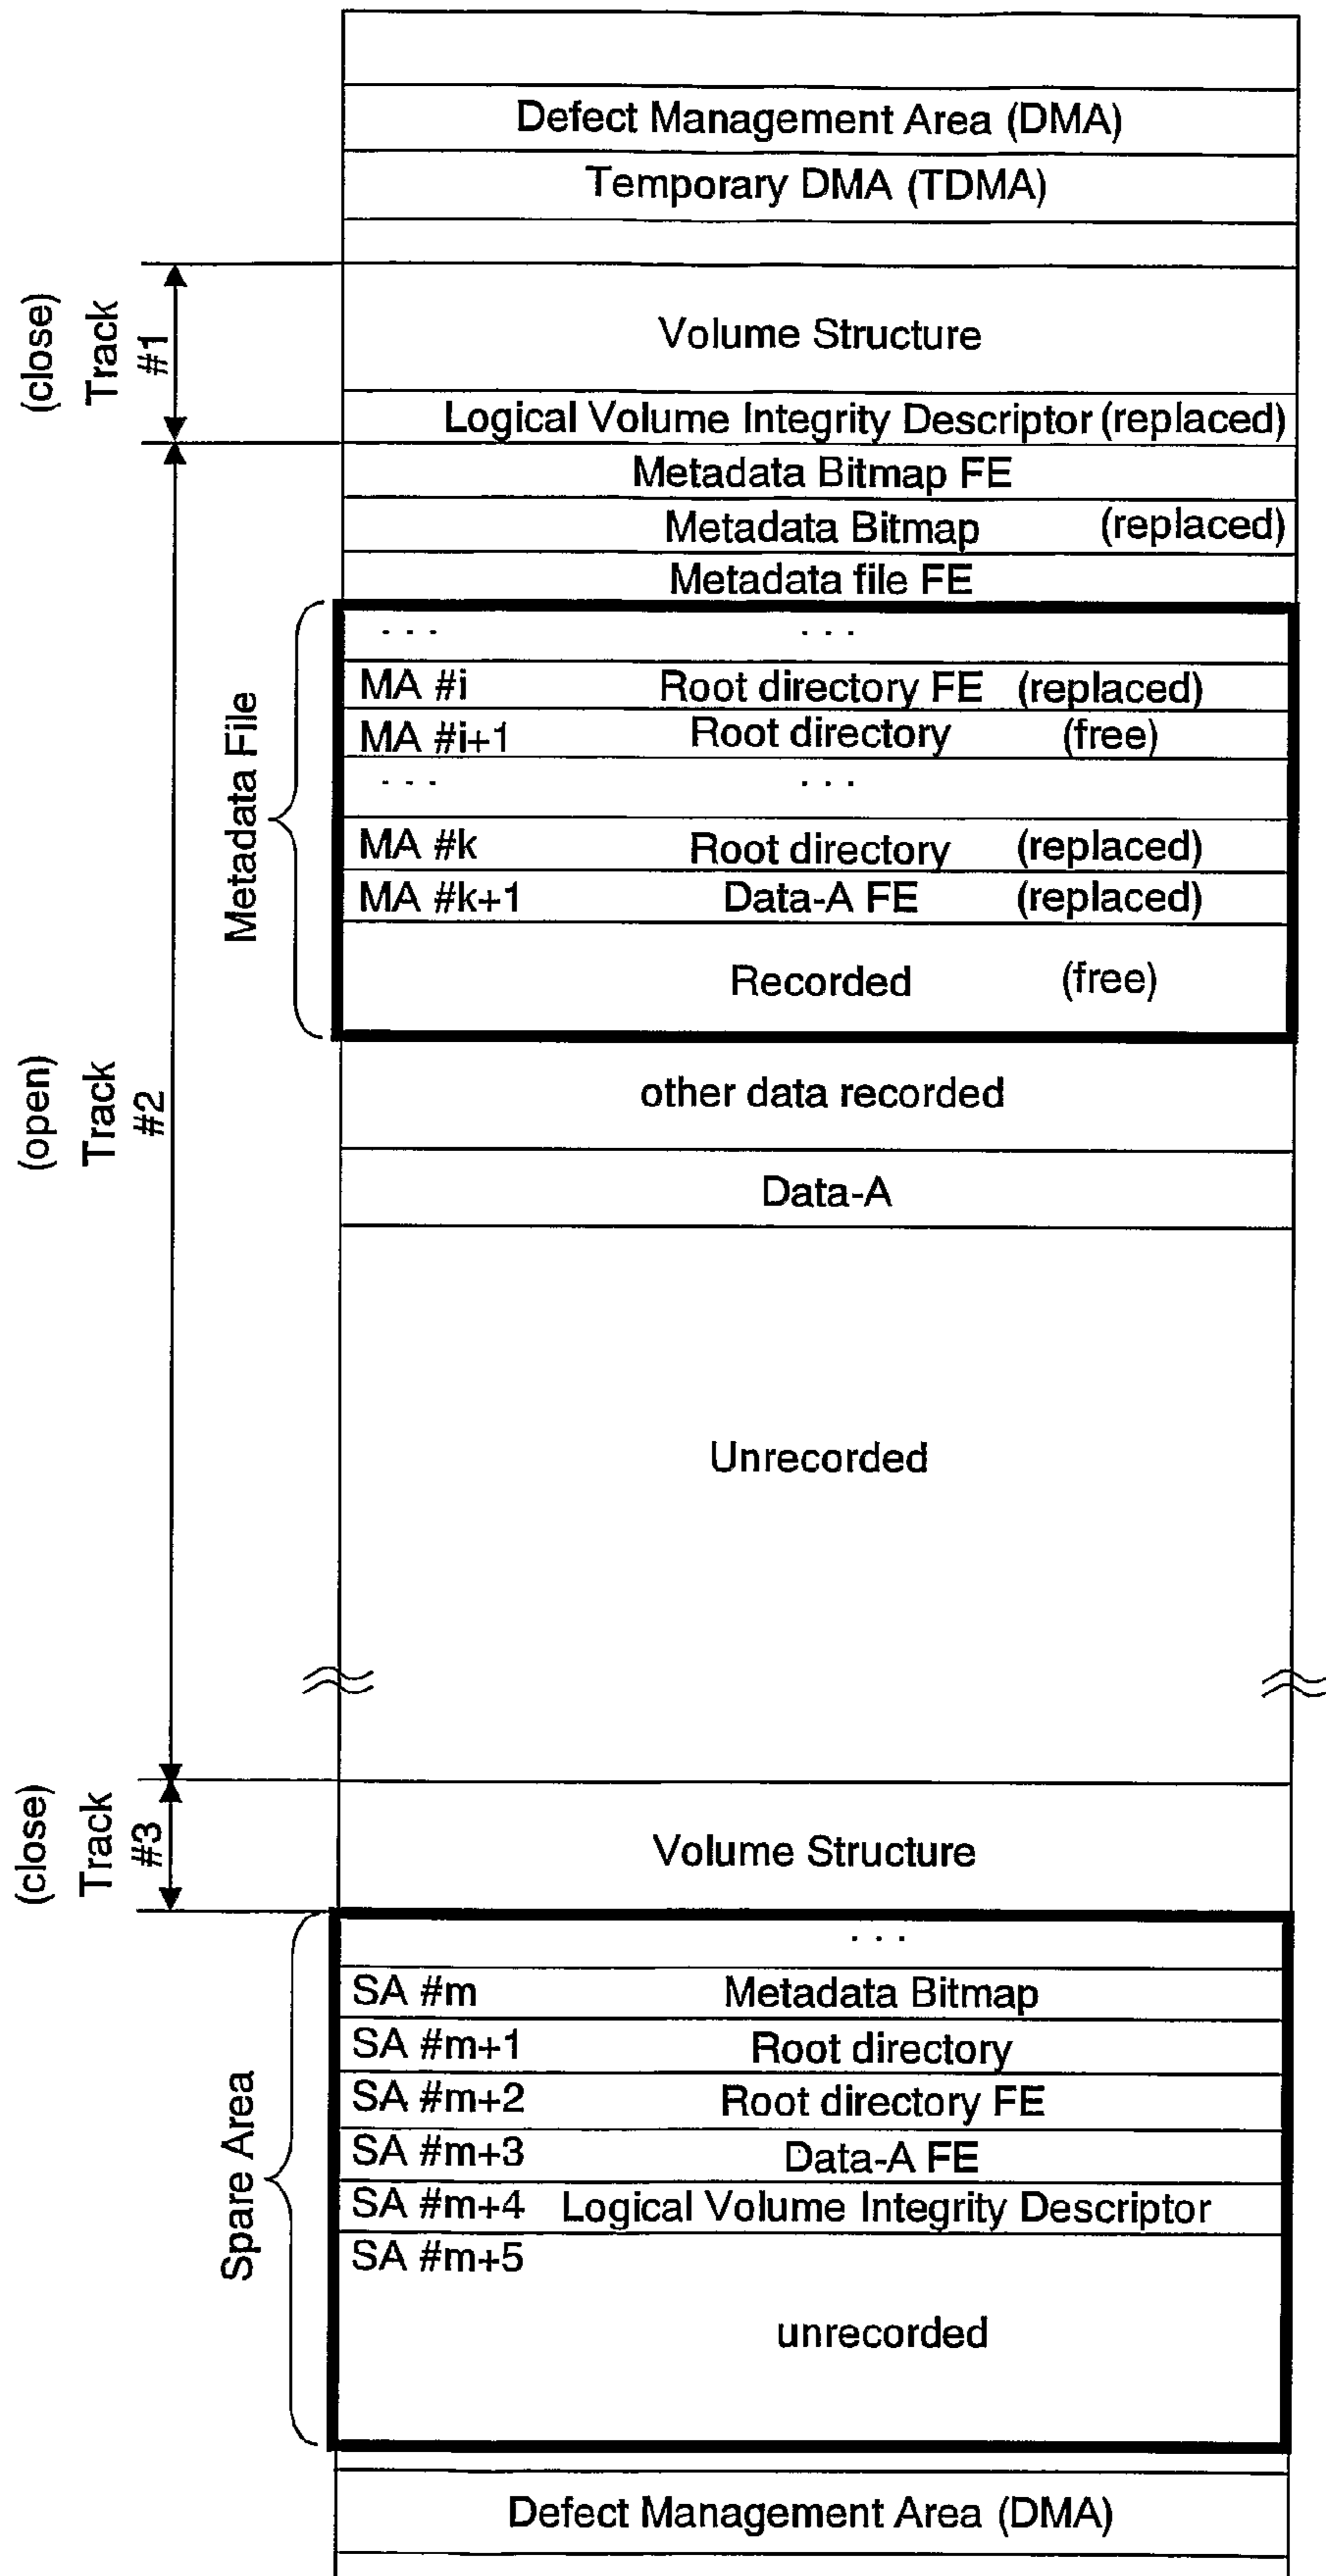 Defect Management Area (DMA)
Temporary DMA (TDMA)
(close)
Track
#1
Volume Structure
Logical Volume Integrity Descriptor (replaced)
Metadata Bitmap FE
Metadata Bitmap (replaced)
Metadata file FE
(open)
Track
#2
Metadata File
... ...
MA #i Root directory FE (replaced)
MA #i+1 Root directory (free)
... ...
MA #k Root directory (replaced)
MA #k+1 Data-A FE (replaced)
Recorded (free)
other data recorded
Data-A
Unrecorded
(close)
Track
#3
Volume Structure
Spare Area
...
SA #m Metadata Bitmap
SA #m+1 Root directory
SA #m+2 Root directory FE
SA #m+3 Data-A FE
SA #m+4 Logical Volume Integrity Descriptor
SA #m+5
unrecorded
Defect Management Area (DMA)